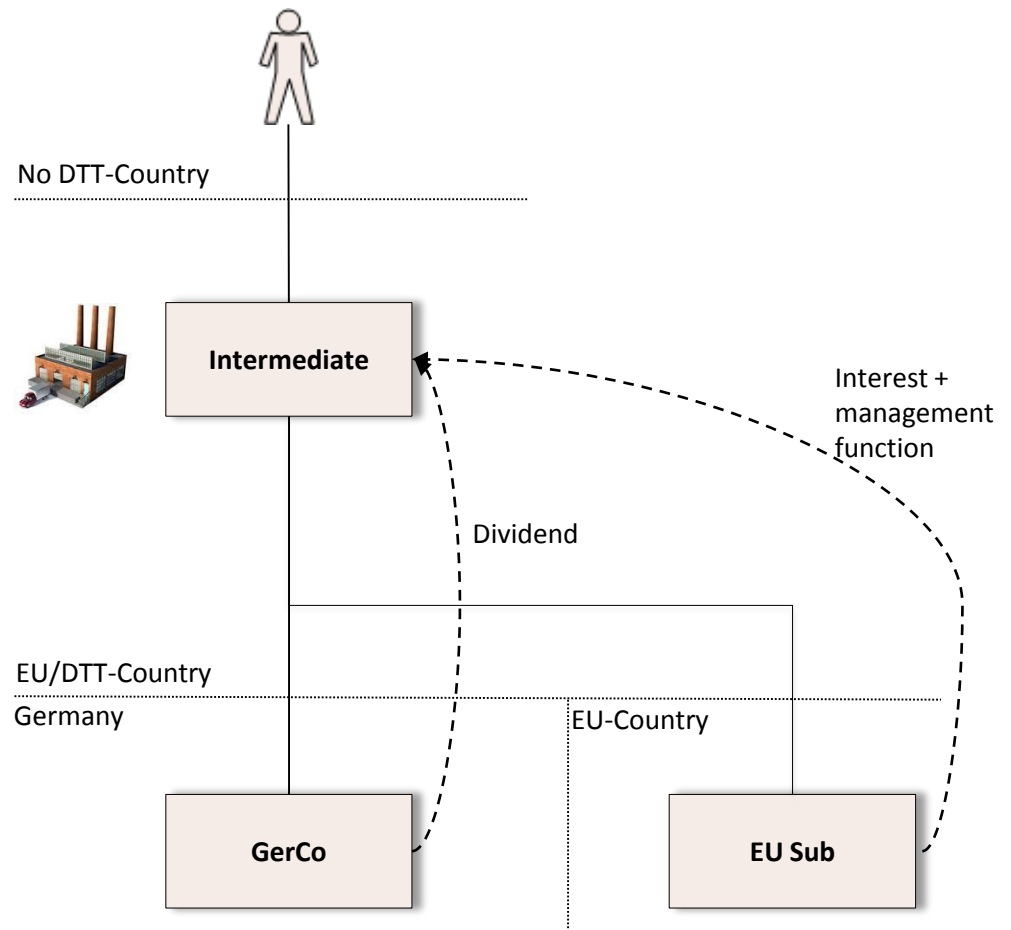 No DTT-Country
Intermediate
Interest +
management
function
Dividend
EU/DTT-Country
Germany
EU-Country
GerCo
EU Sub